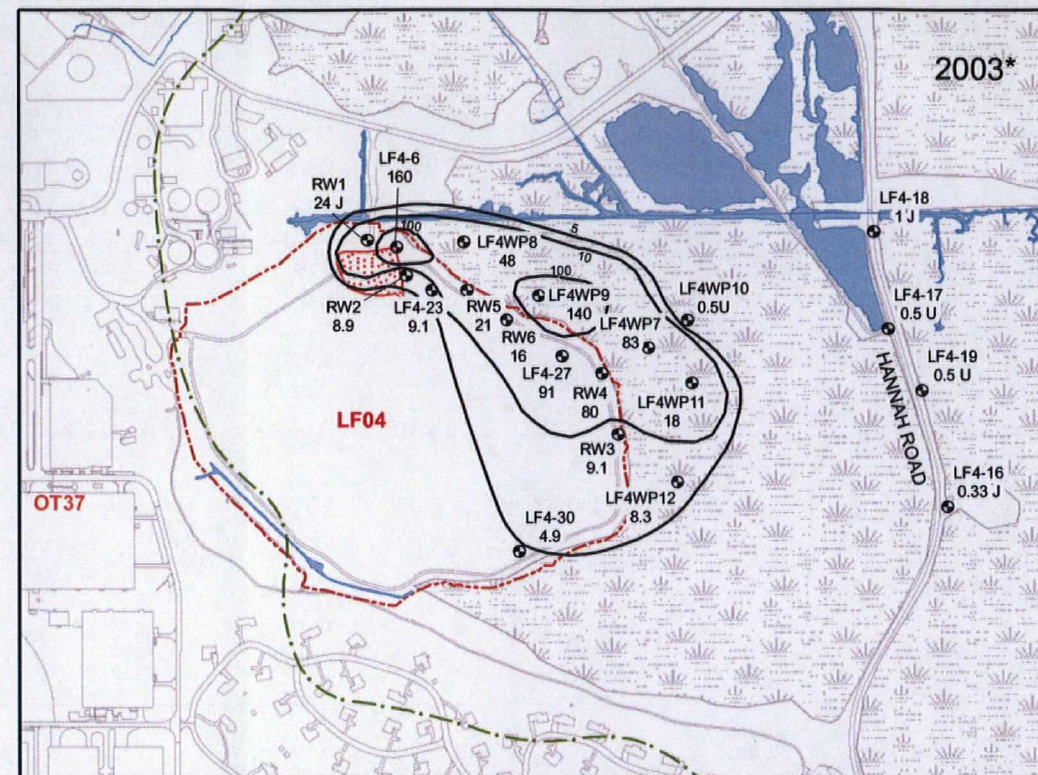 2003*
LF4-6
160
RW1
24 J
100
LF4-18
1 J
5
LF4WP8
48
10
100
LF4WP9
140
LF4WP10
0.5U
LF4-17
0.5 U
RW2
8.9
LF4-23
9.1
RW5
21
RW6
16
LF4WP7
83
LF4-27
91
RW4
80
LF4WP11
18
LF4-19
0.5 U
HANNAH ROAD
LF04
RW3
9.1
LF4WP12
8.3
LF4-16
0.33 J
OT37
LF4-30
4.9